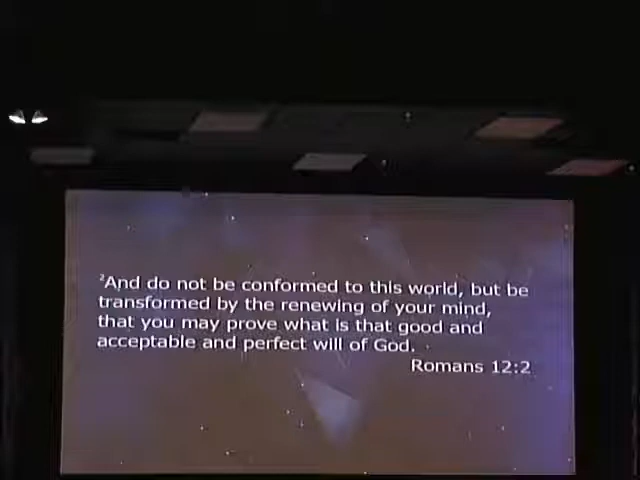 ²And do not be conformed to this world, but be
transformed by the renewing of your mind,
that you may prove what is that good and
acceptable and perfect will of God.
Romans 12:2